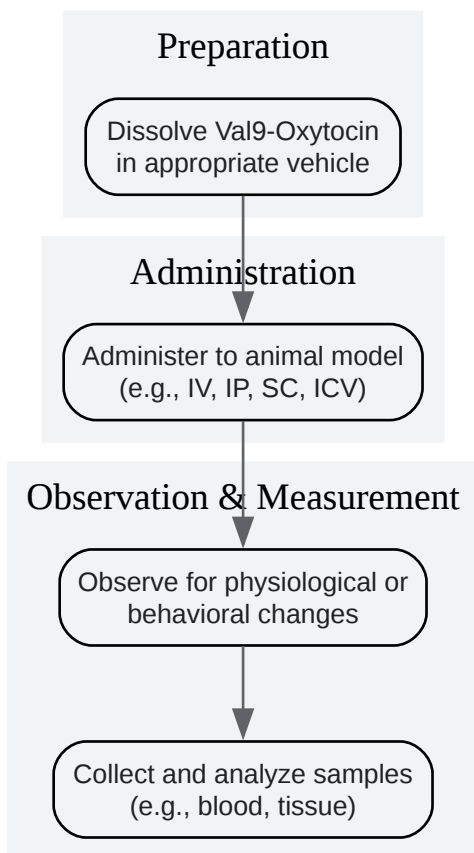 Preparation
Dissolve Val9-Oxytocin
in appropriate vehicle
Administration
Administer to animal model
(e.g., IV, IP, SC, ICV)
Observation & Measurement
Observe for physiological or
behavioral changes
Collect and analyze samples
(e.g., blood, tissue)